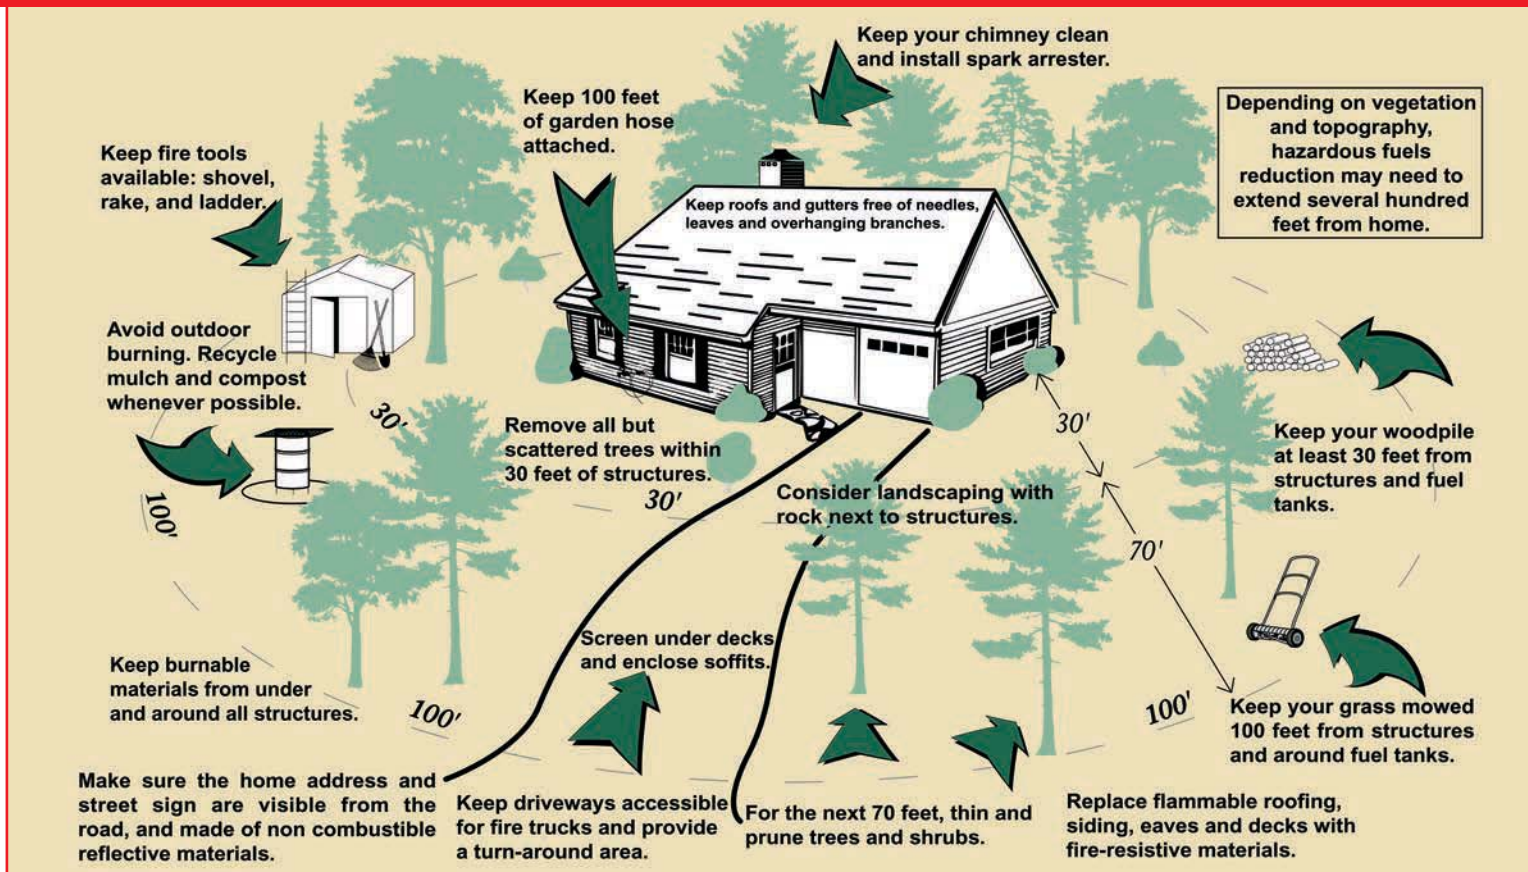 Keep your chimney clean
and install spark arrester.
Keep 100 feet
of garden hose
attached.
Depending on vegetation
and topography,
hazardous fuels
reduction may need to
extend several hundred
feet from home.
Keep fire tools
available: shovel,
rake, and ladder.
Keep roofs and gutters free of needles,
leaves and overhanging branches.
Avoid outdoor
burning. Recycle
mulch and compost
whenever possible.
30'
Remove all but
scattered trees within
30 feet of structures.
30'
30'
Keep your woodpile
at least 30 feet from
structures and fuel
tanks.
Consider landscaping with
rock next to structures.
100'
70'
Screen under decks
and enclose soffits.
Keep burnable
materials from under
and around all structures.
100'
100'
Keep your grass mowed
100 feet from structures
and around fuel tanks.
Make sure the home address and
street sign are visible from the
road, and made of non combustible
reflective materials.
Keep driveways accessible
for fire trucks and provide
a turn-around area.
For the next 70 feet, thin and
prune trees and shrubs.
Replace flammable roofing,
siding, eaves and decks with
fire-resistive materials.